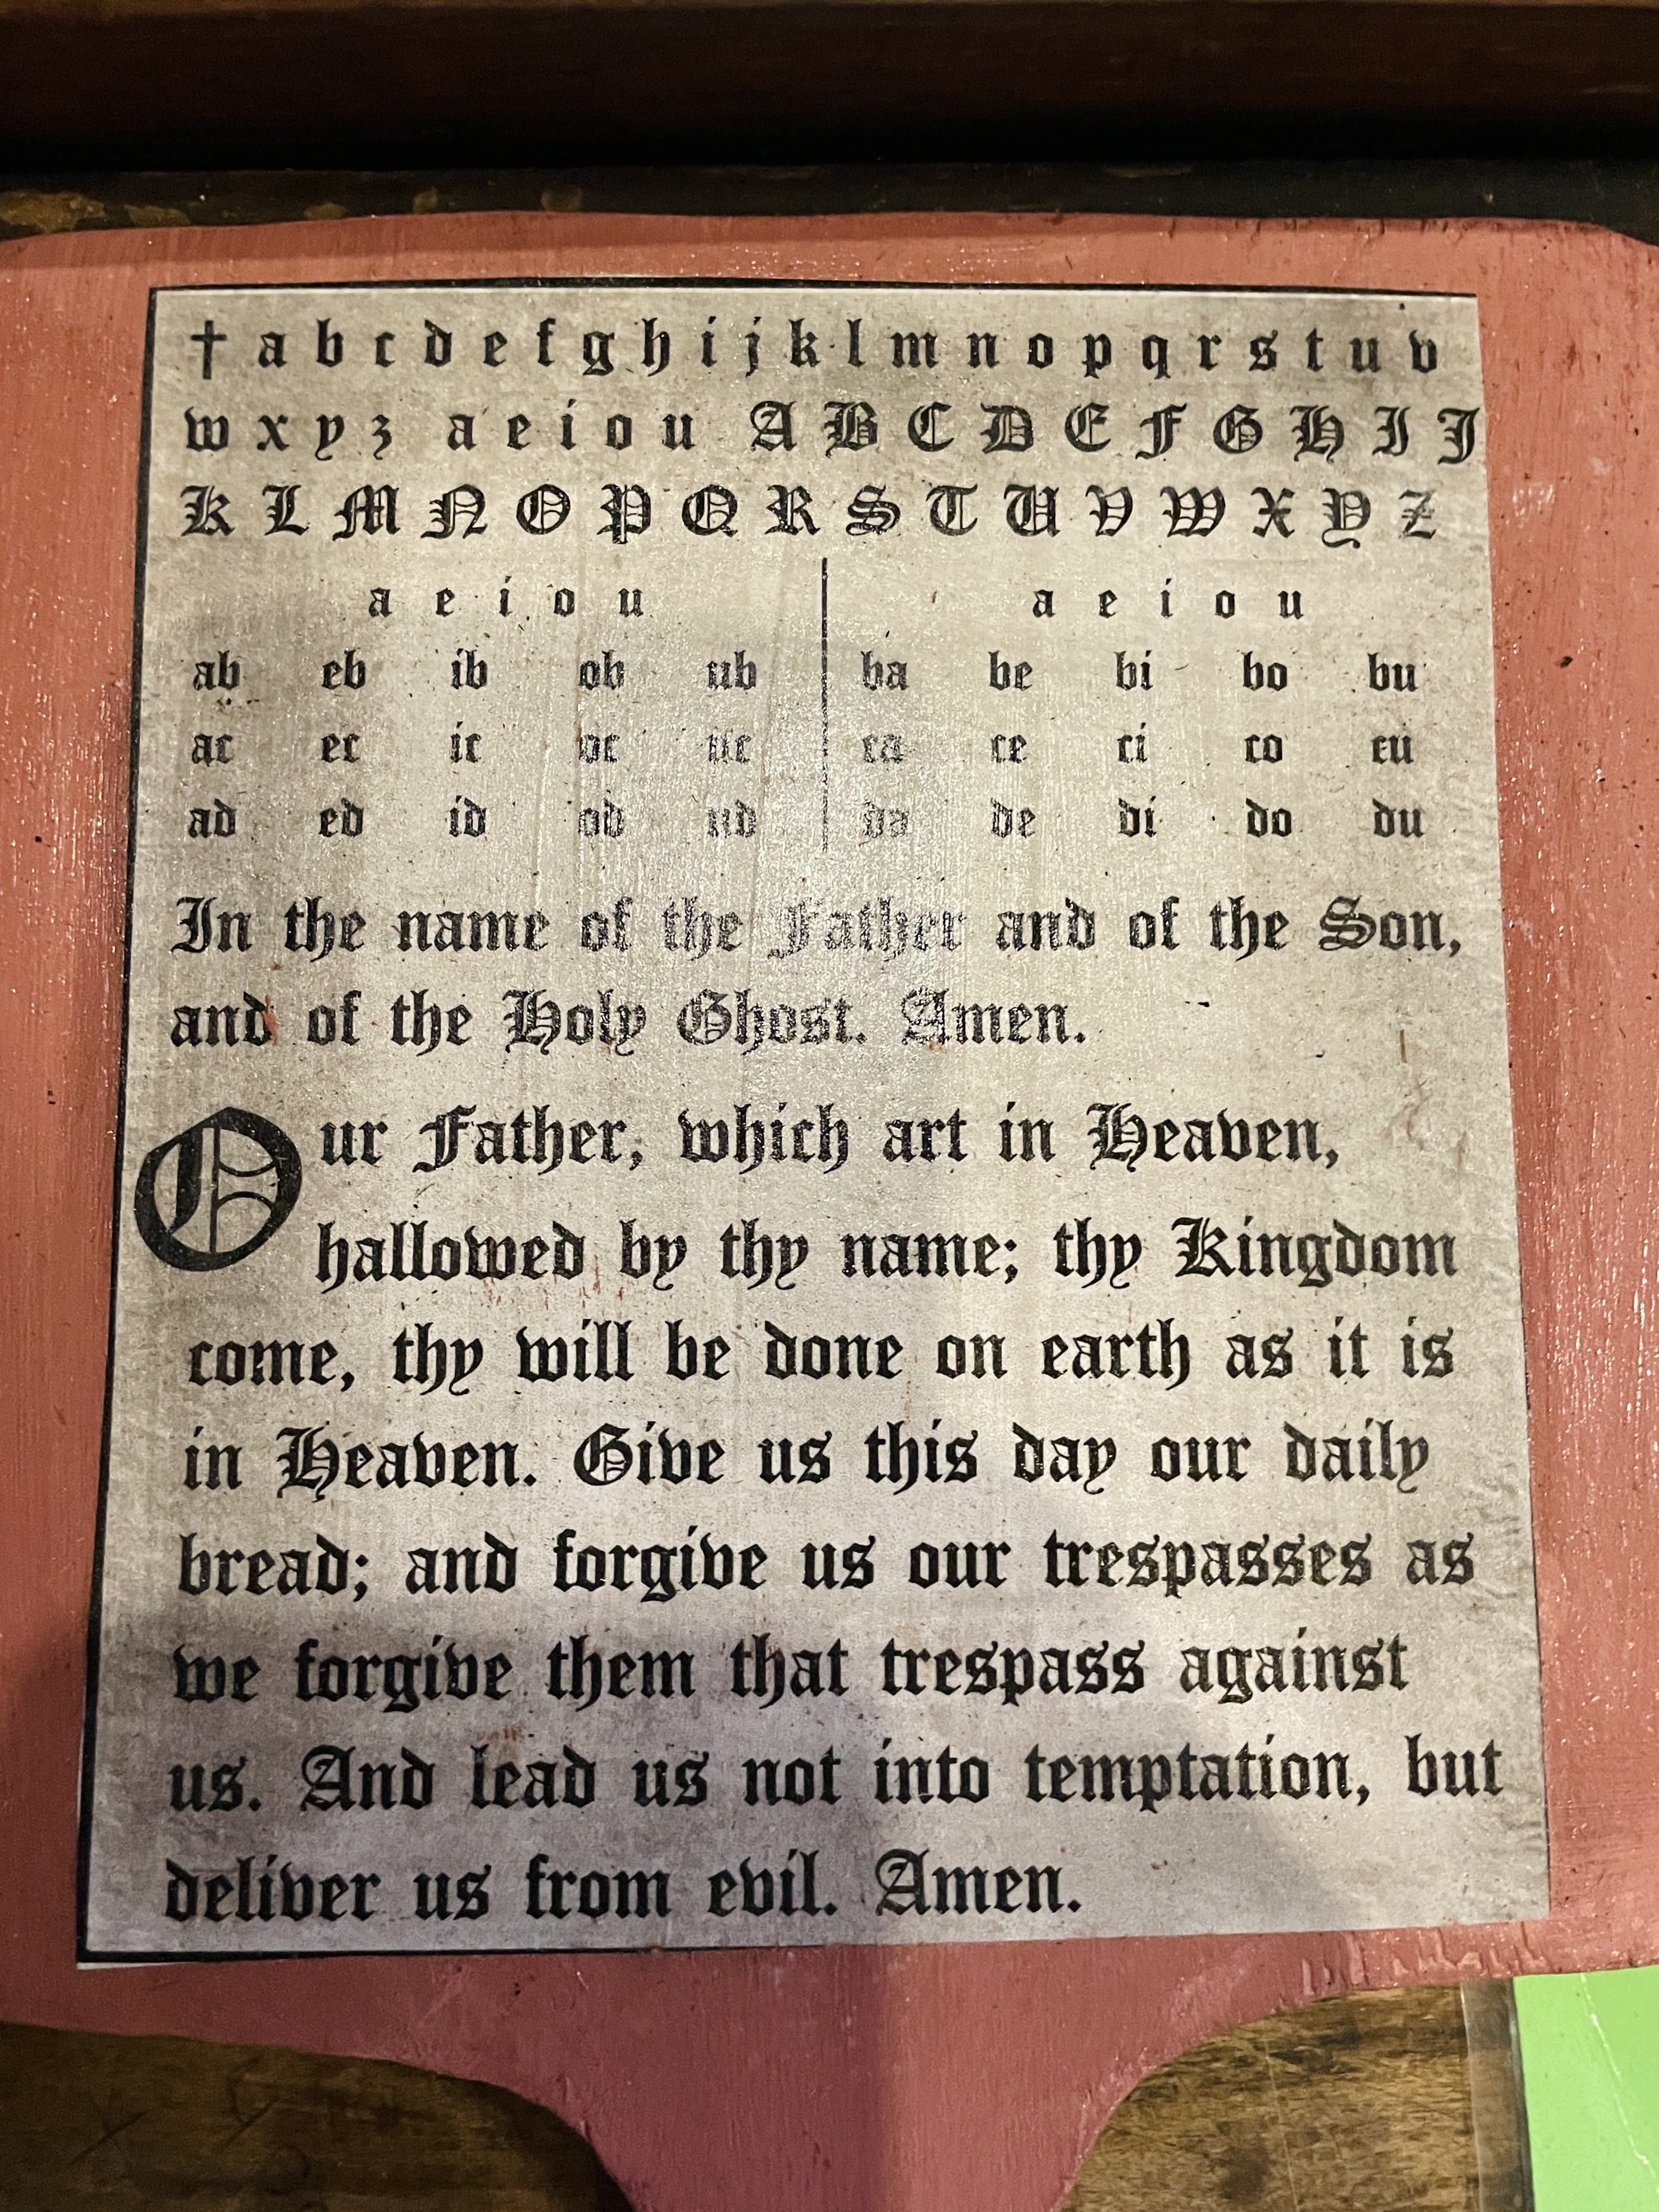 † a b c d e f g h i j k l m n o p q r s t u v
w x y z a e i o u A B C D E F G H I J
K L M N O P Q R S T U V W X Y Z
a e i o u a e i o u
ab eb ib ob ub ba be bi bo bu
ac ec ic oc uc ca ce ci co cu
ad ed id od ud da de di do du
In the name of the Father and of the Son,
and of the Holy Ghost. Amen.
Our Father, which art in Heaven,
hallowed by thy name; thy Kingdom
come, thy will be done on earth as it is
in Heaven. Give us this day our daily
bread; and forgive us our trespasses as
we forgive them that trespass against
us. And lead us not into temptation, but
deliver us from evil. Amen.